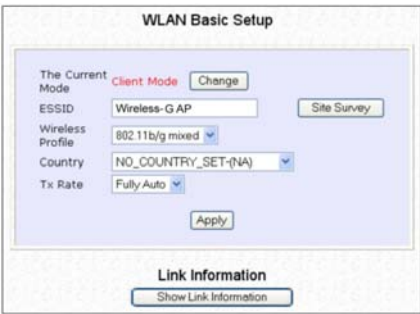 WLAN Basic Setup
The Current Mode Client Mode Change
ESSID Wireless-G AP Site Survey
Wireless Profile 802.11b/g mixed
Country NO_COUNTRY_SET-(NA)
Tx Rate Fully Auto
Apply
Link Information
Show Link Information